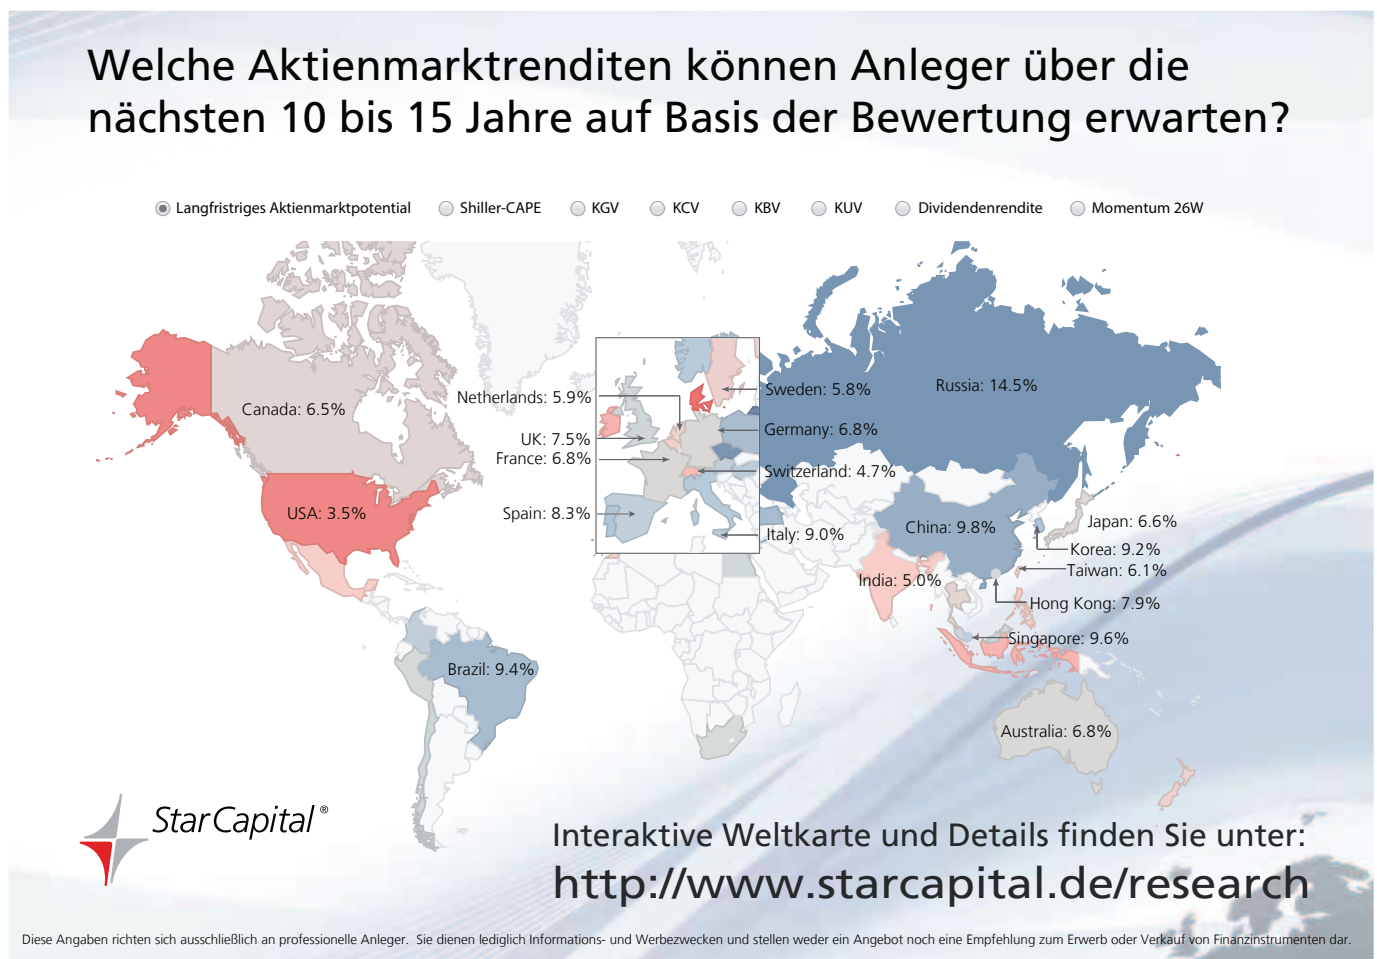 Welche Aktienmarktrenditen können Anleger über die
nächsten 10 bis 15 Jahre auf Basis der Bewertung erwarten?
Langfristriges Aktienmarktpotential Shiller-CAPE KGV KCV KBV KUV Dividendenrendite Momentum 26W
Canada: 6.5%
USA: 3.5%
Netherlands: 5.9%
UK: 7.5%
France: 6.8%
Spain: 8.3%
Sweden: 5.8%
Germany: 6.8%
Switzerland: 4.7%
Italy: 9.0%
Russia: 14.5%
China: 9.8%
Japan: 6.6%
Korea: 9.2%
Taiwan: 6.1%
India: 5.0%
Hong Kong: 7.9%
Singapore: 9.6%
Brazil: 9.4%
Australia: 6.8%
StarCapital®
Interaktive Weltkarte und Details finden Sie unter:
http://www.starcapital.de/research
Diese Angaben richten sich ausschließlich an professionelle Anleger. Sie dienen lediglich Informations- und Werbezwecken und stellen weder ein Angebot noch eine Empfehlung zum Erwerb oder Verkauf von Finanzinstrumenten dar.